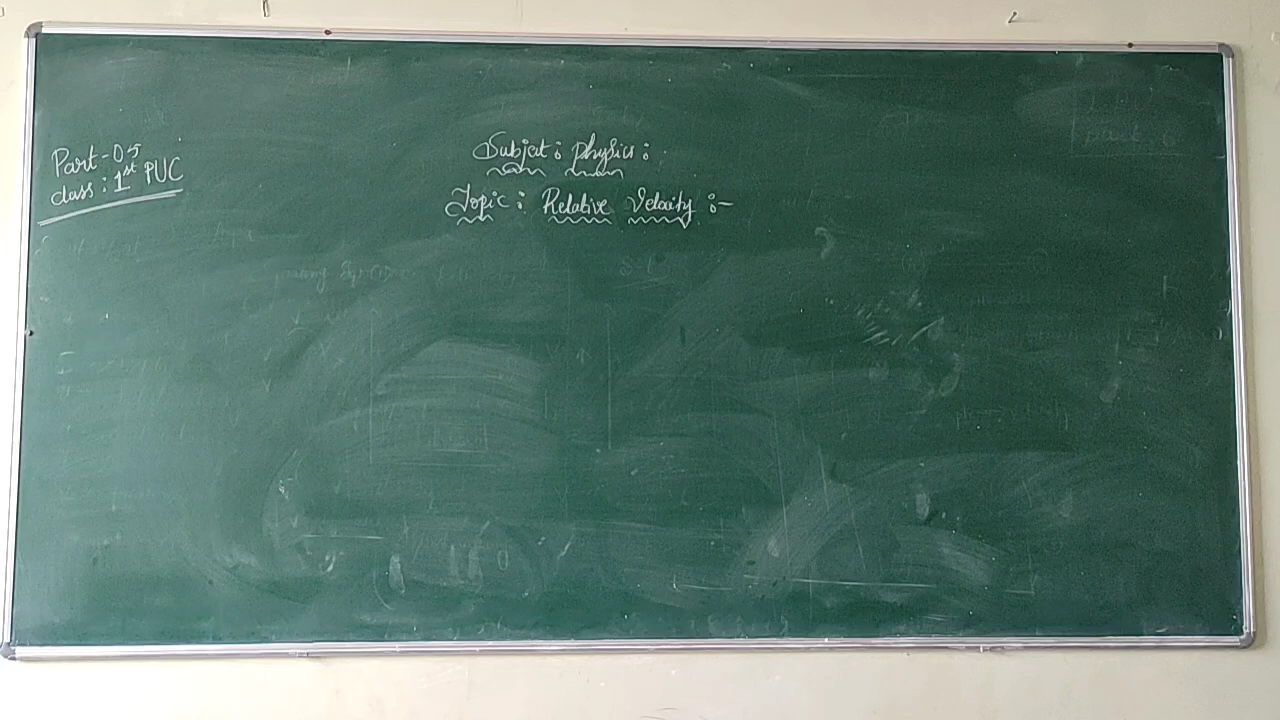 Part-05
class : 1st PUC
Subject : physics :
Topic : Relative Velocity :-